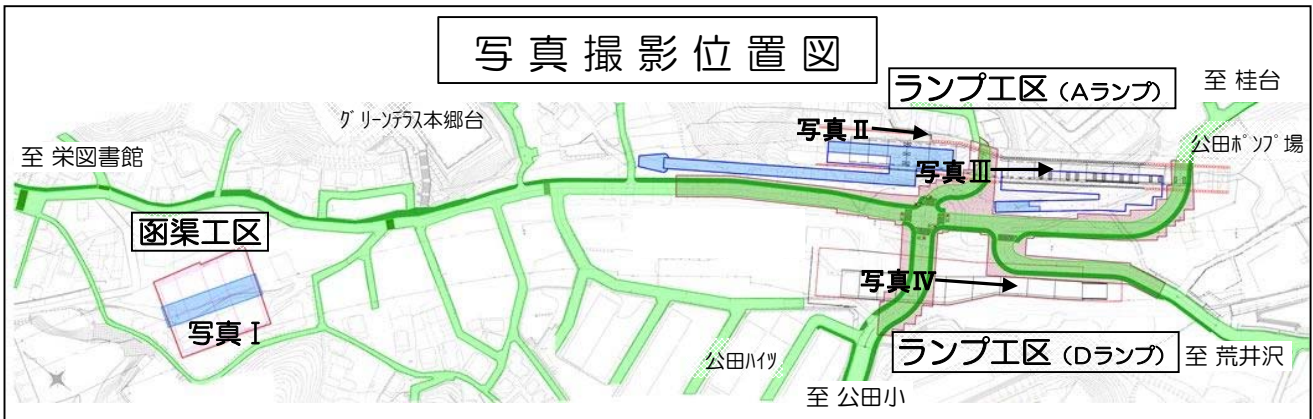 写真撮影位置図
ランプ工区(Aランプ)
至 桂台
グリーンテラス本郷台
写真Ⅱ
至 栄図書館
公田ポンプ場
写真Ⅲ
函渠工区
写真Ⅳ
写真Ⅰ
公田ハイツ
ランプ工区(Dランプ)
至 荒井沢
至 公田小